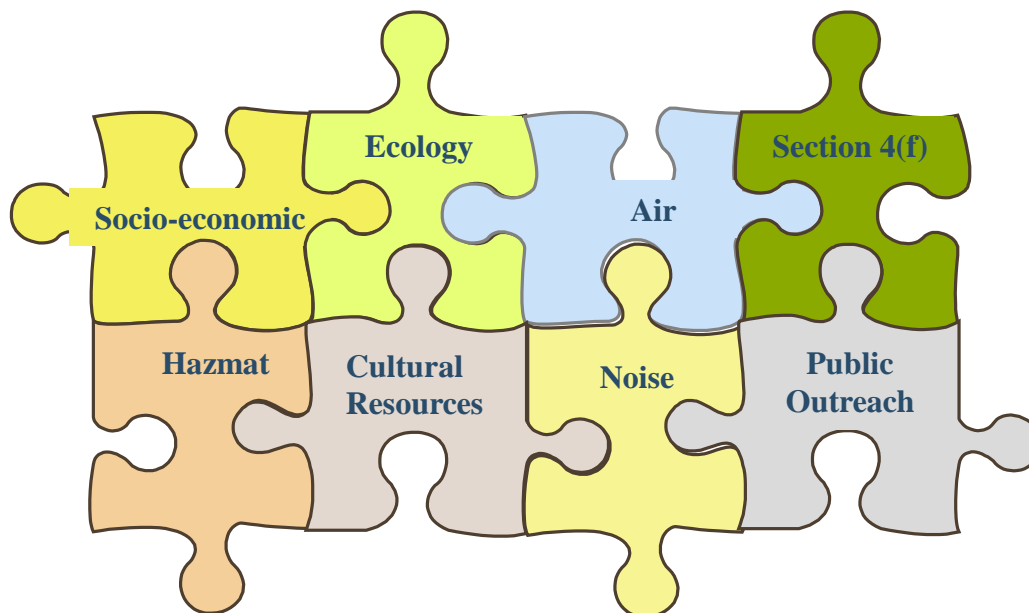 Ecology
Section 4(f)
Socio-economic
Air
Hazmat
Cultural
Resources
Noise
Public
Outreach